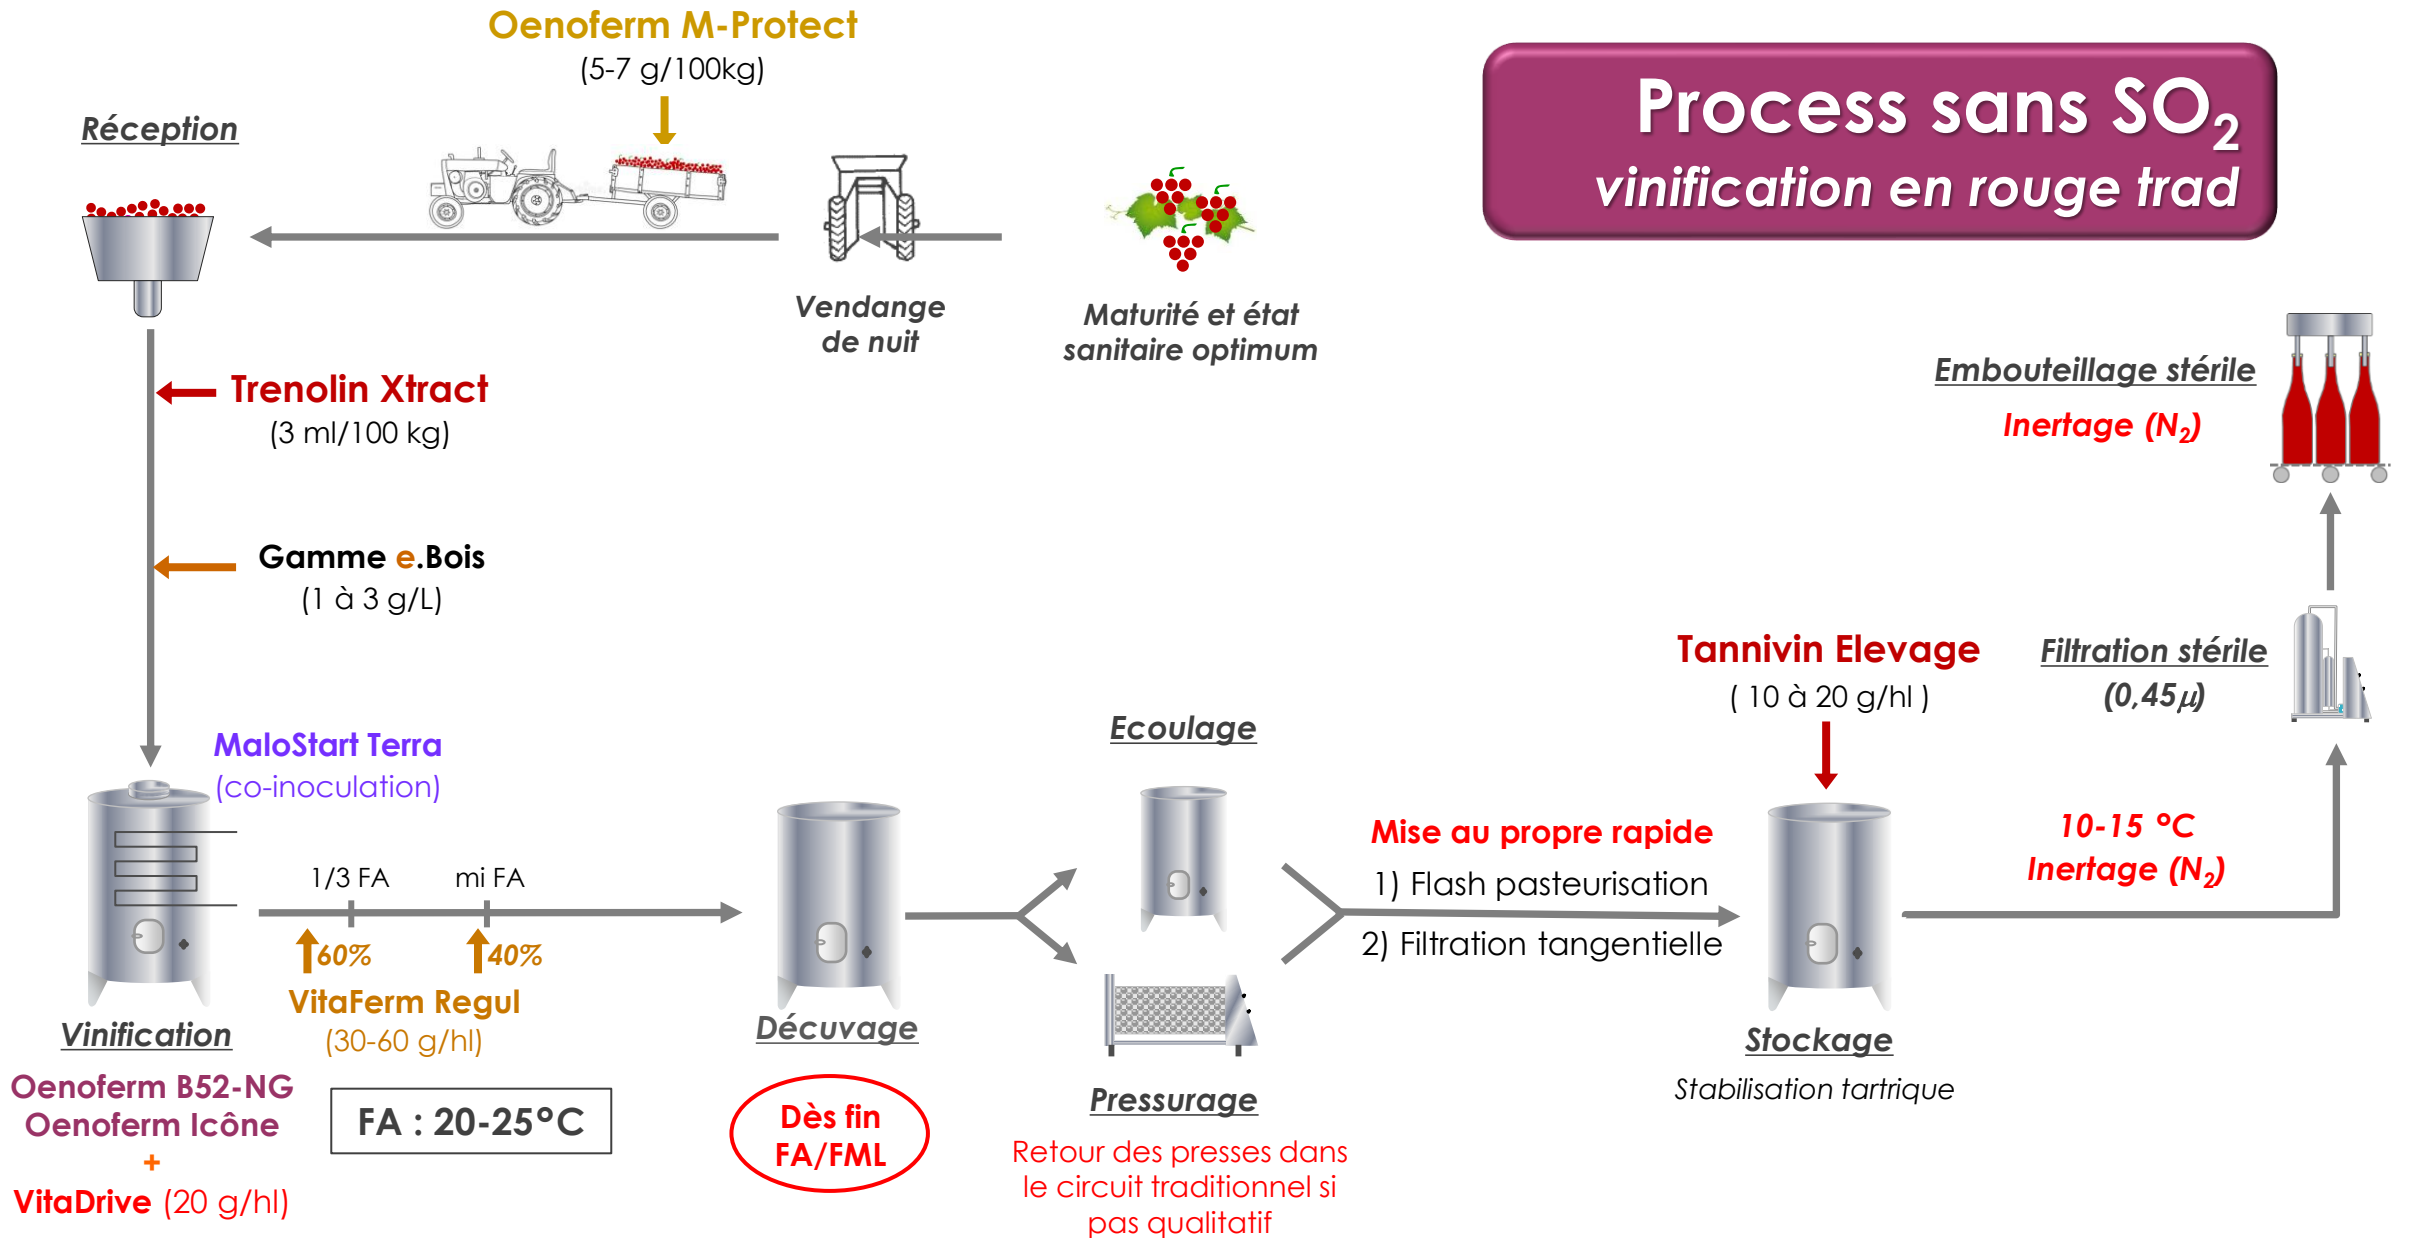 Process sans SO₂
vinification en rouge trad
Oenoferm M-Protect
(5-7 g/100kg)
Réception
Vendange
de nuit
Maturité et état
sanitaire optimum
Trenolin Xtract
(3 ml/100 kg)
Gamme e.Bois
(1 à 3 g/L)
MaloStart Terra
(co-inoculation)
1/3 FA
mi FA
60%
40%
VitaFerm Regul
(30-60 g/hl)
Vinification
Oenoferm B52-NG
Oenoferm Icône
+
VitaDrive (20 g/hl)
FA : 20-25°C
Décuvage
Dès fin
FA/FML
Ecoulage
Pressurage
Retour des presses dans
le circuit traditionnel si
pas qualitatif
Mise au propre rapide
1) Flash pasteurisation
2) Filtration tangentielle
Tannivin Elevage
( 10 à 20 g/hl )
Stockage
Stabilisation tartrique
10-15 °C
Inertage (N₂)
Filtration stérile
(0,45µ)
Embouteillage stérile
Inertage (N₂)